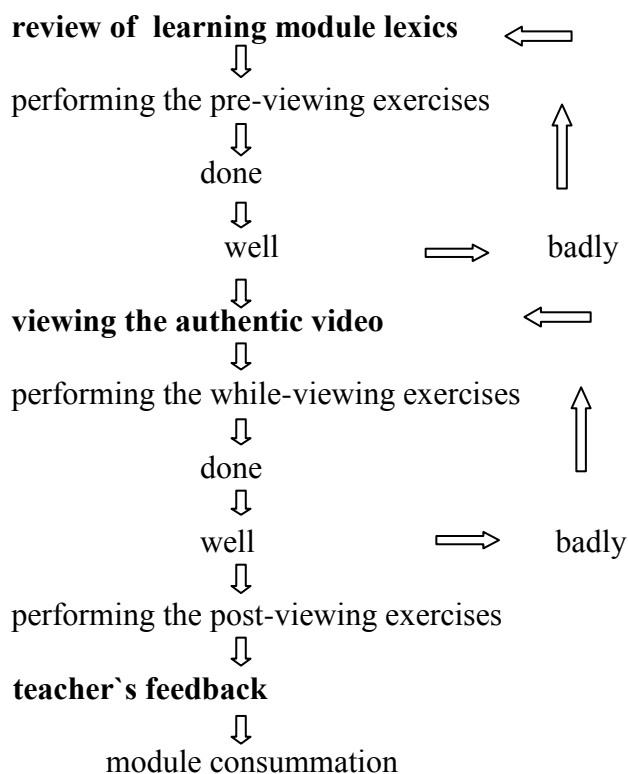 review of learning module lexics
performing the pre-viewing exercises
done
well badly
viewing the authentic video
performing the while-viewing exercises
done
well badly
performing the post-viewing exercises
teacher`s feedback
module consummation